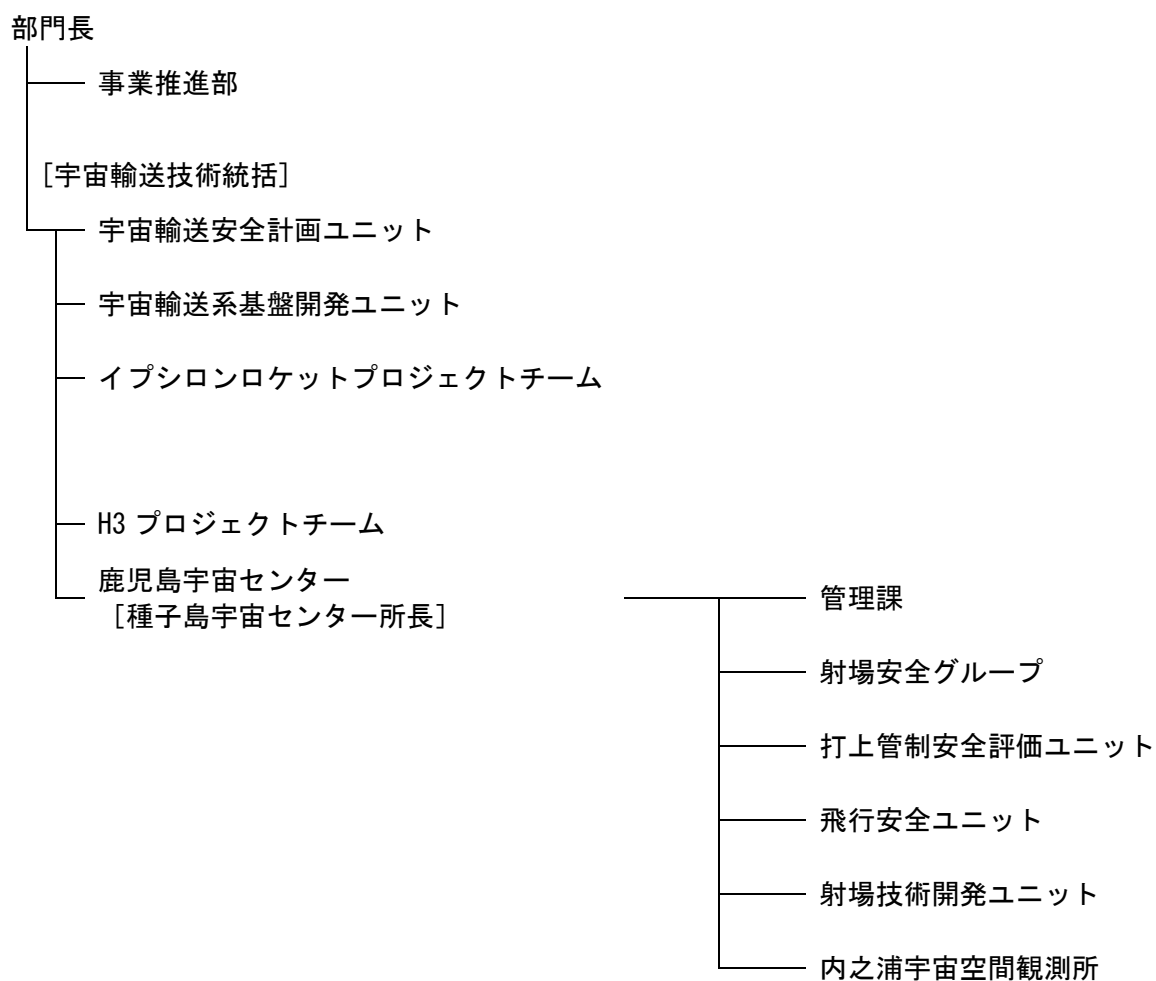 部門長
事業推進部
[宇宙輸送技術統括]
宇宙輸送安全計画ユニット
宇宙輸送系基盤開発ユニット
イプシロンロケットプロジェクトチーム
H3 プロジェクトチーム
鹿児島宇宙センター
[種子島宇宙センター所長]
管理課
射場安全グループ
打上管制安全評価ユニット
飛行安全ユニット
射場技術開発ユニット
内之浦宇宙空間観測所